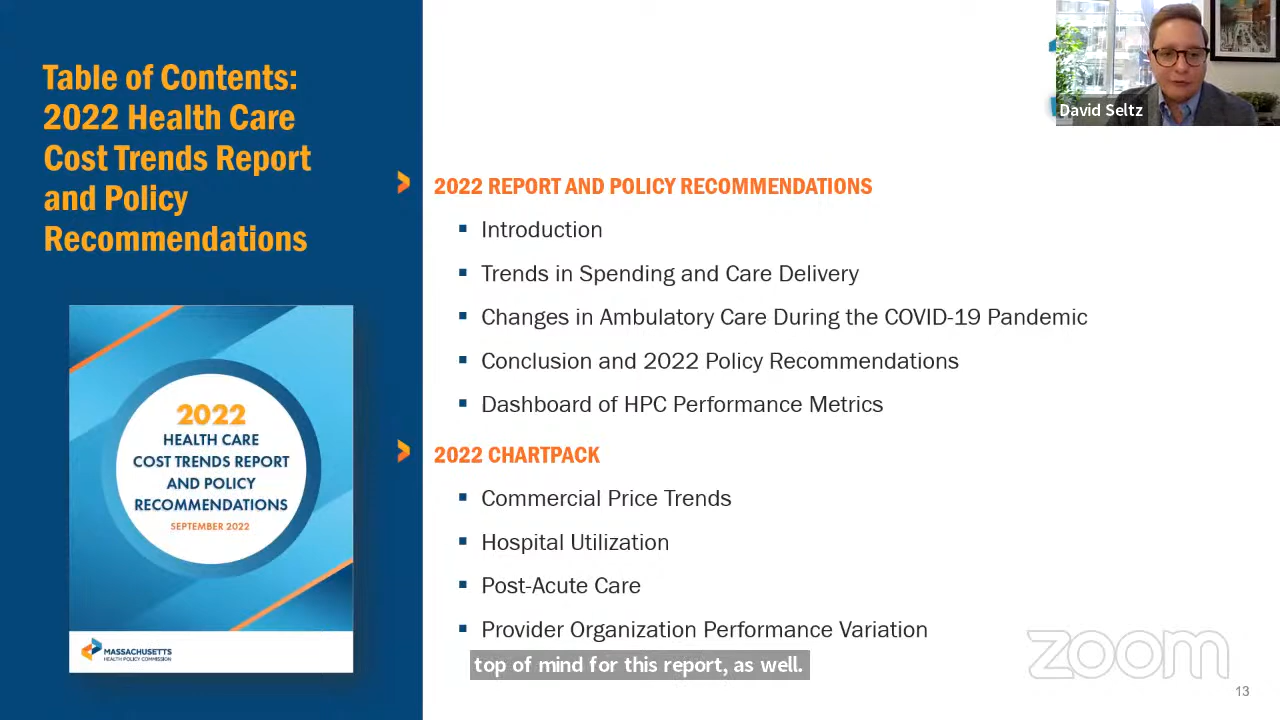 Table of Contents:
2022 Health Care
Cost Trends Report
and Policy
Recommendations
2022
HEALTH CARE
COST TRENDS REPORT
AND POLICY
RECOMMENDATIONS
SEPTEMBER 2022
MASSACHUSETTS
HEALTH POLICY COMMISSION
David Seltz
2022 REPORT AND POLICY RECOMMENDATIONS
Introduction
Trends in Spending and Care Delivery
Changes in Ambulatory Care During the COVID-19 Pandemic
Conclusion and 2022 Policy Recommendations
Dashboard of HPC Performance Metrics
2022 CHARTPACK
Commercial Price Trends
Hospital Utilization
Post-Acute Care
Provider Organization Performance Variation
top of mind for this report, as well.
zoom
13